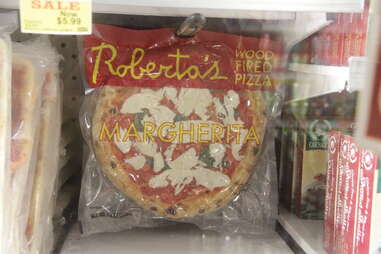 SALE
Now
$5.99
Roberta's
WOOD
FIRED
PIZZA
MARGHERITA